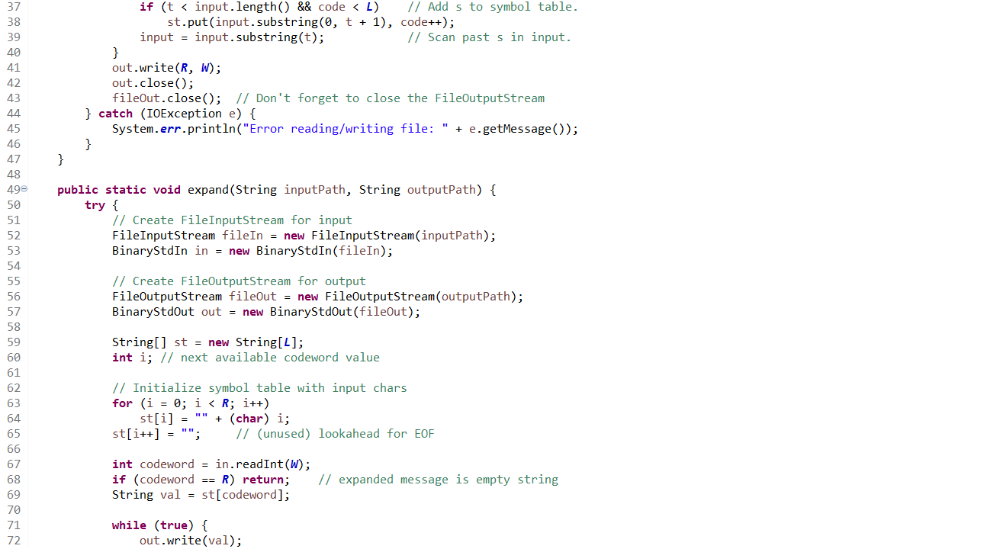 37                 if (t < input.length() && code < L)    // Add s to symbol table.
38                     st.put(input.substring(0, t + 1), code++);
39                 input = input.substring(t);            // Scan past s in input.
40             }
41             out.write(R, W);
42             out.close();
43             fileOut.close();  // Don't forget to close the FileOutputStream
44         } catch (IOException e) {
45             System.err.println("Error reading/writing file: " + e.getMessage());
46         }
47     }
48
49     public static void expand(String inputPath, String outputPath) {
50         try {
51             // Create FileInputStream for input
52             FileInputStream fileIn = new FileInputStream(inputPath);
53             BinaryStdIn in = new BinaryStdIn(fileIn);
54
55             // Create FileOutputStream for output
56             FileOutputStream fileOut = new FileOutputStream(outputPath);
57             BinaryStdOut out = new BinaryStdOut(fileOut);
58
59             String[] st = new String[L];
60             int i; // next available codeword value
61
62             // Initialize symbol table with input chars
63             for (i = 0; i < R; i++)
64                 st[i] = "" + (char) i;
65             st[i++] = "";     // (unused) lookahead for EOF
66
67             int codeword = in.readInt(W);
68             if (codeword == R) return;    // expanded message is empty string
69             String val = st[codeword];
70
71             while (true) {
72                 out.write(val);